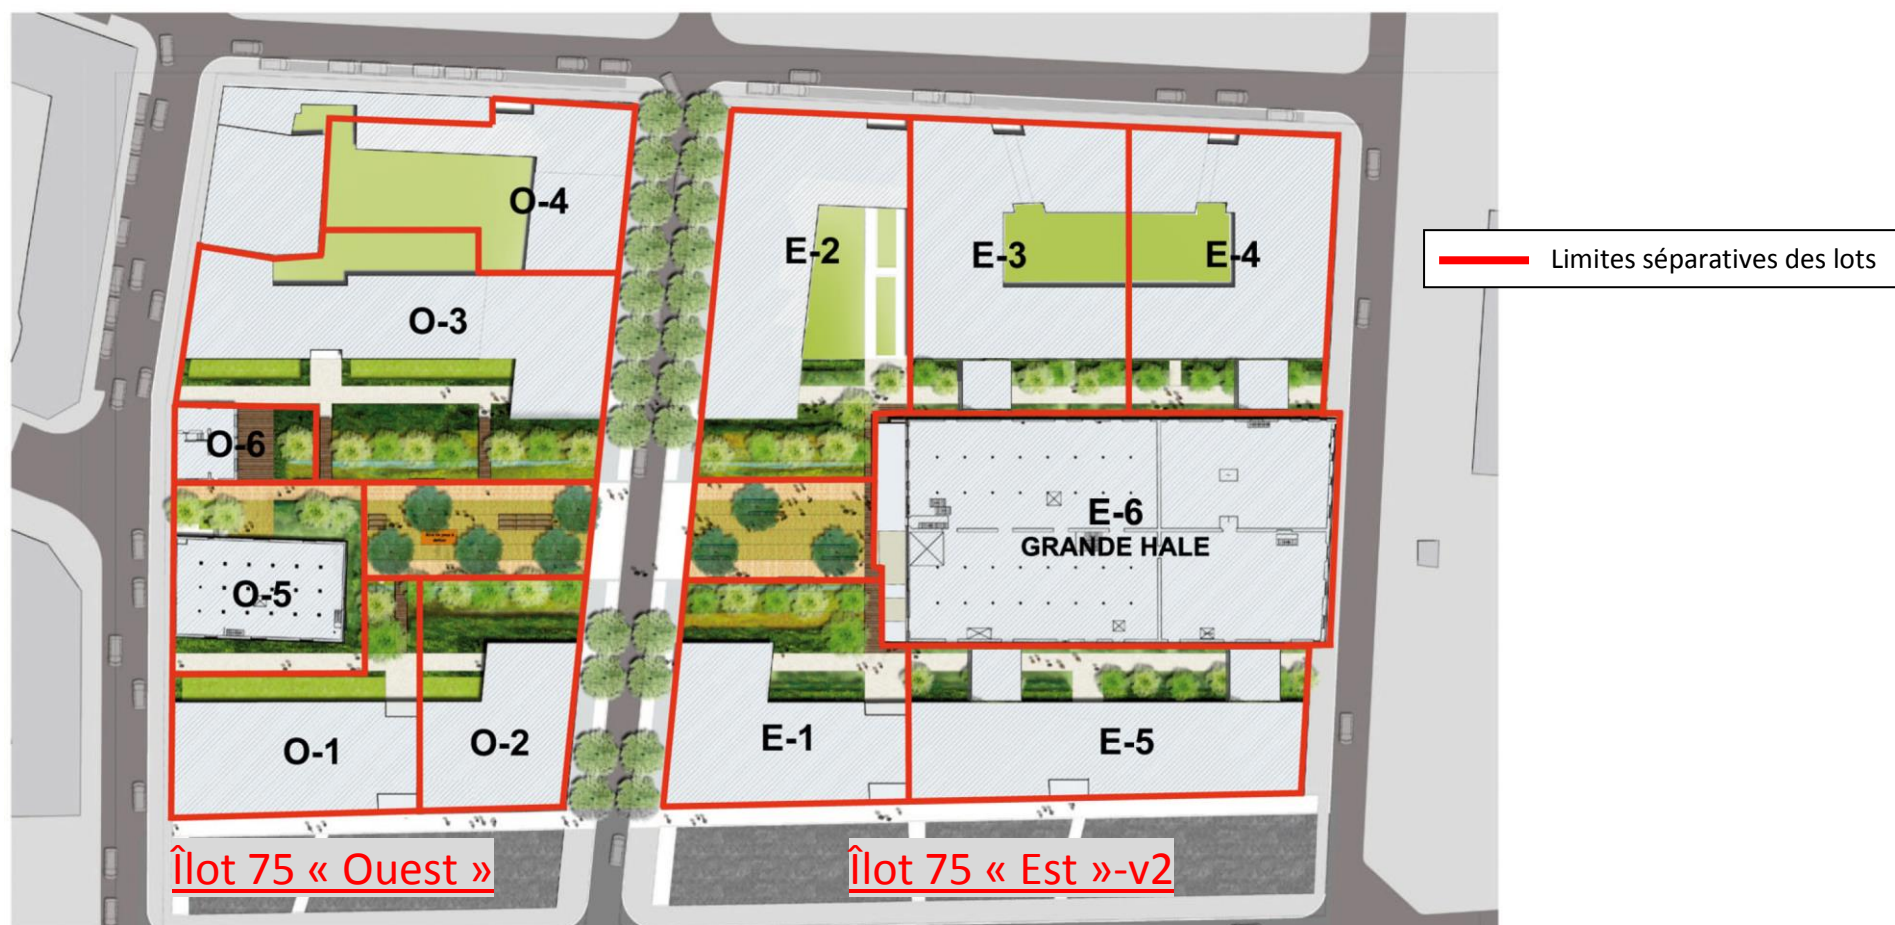 O-4
E-2
E-3
E-4
Limites séparatives des lots
O-3
O-6
E-6
GRANDE HALE
O-5
O-1
O-2
E-1
E-5
Îlot 75 « Ouest »
Îlot 75 « Est »-v2